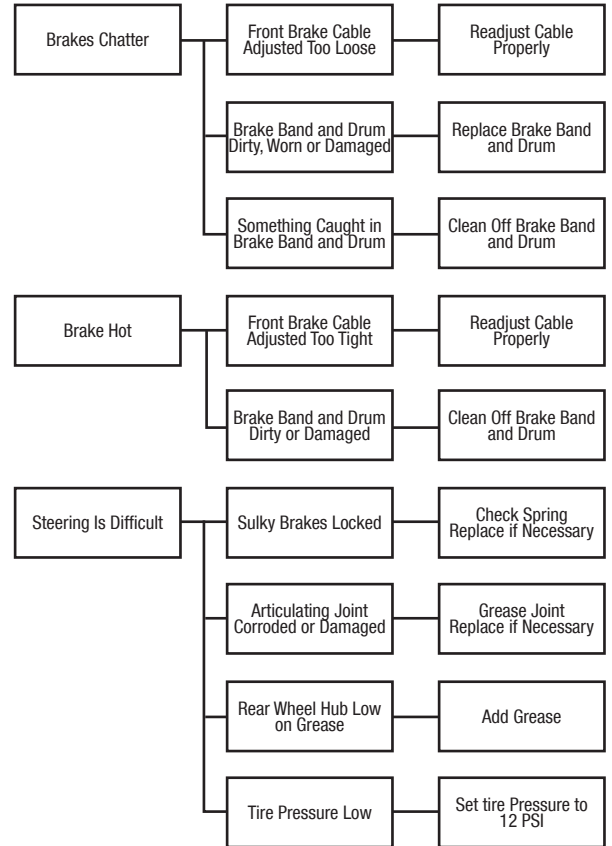 Brakes Chatter
Front Brake Cable
Adjusted Too Loose
Readjust Cable
Properly
Brake Band and Drum
Dirty, Worn or Damaged
Replace Brake Band
and Drum
Something Caught in
Brake Band and Drum
Clean Off Brake Band
and Drum
Brake Hot
Front Brake Cable
Adjusted Too Tight
Readjust Cable
Properly
Brake Band and Drum
Dirty or Damaged
Clean Off Brake Band
and Drum
Steering Is Difficult
Sulky Brakes Locked
Check Spring
Replace if Necessary
Articulating Joint
Corroded or Damaged
Grease Joint
Replace if Necessary
Rear Wheel Hub Low
on Grease
Add Grease
Tire Pressure Low
Set tire Pressure to
12 PSI